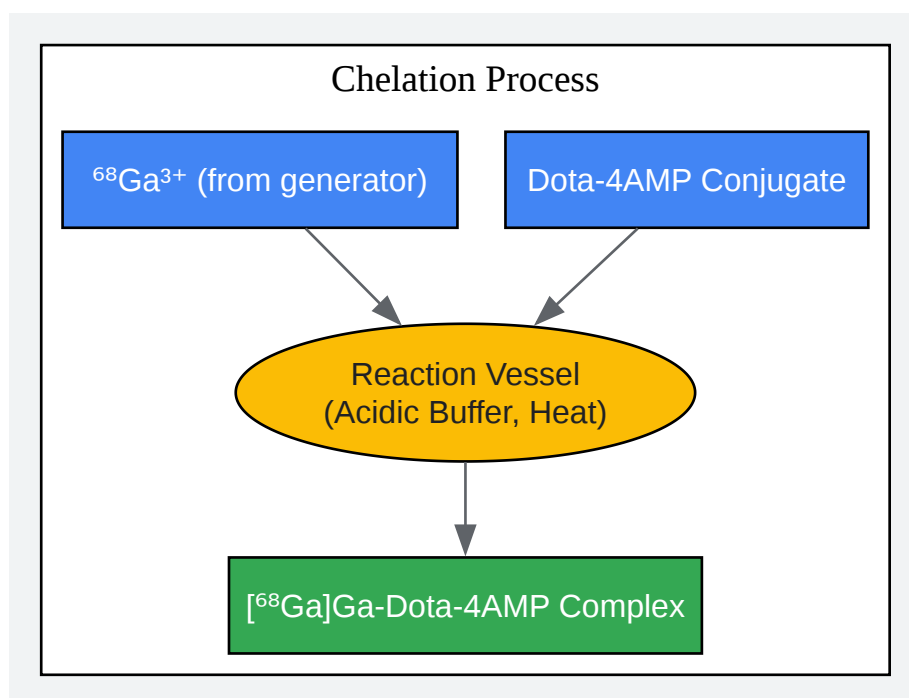 Chelation Process
⁶⁸Ga³⁺ (from generator)
Dota-4AMP Conjugate
Reaction Vessel
(Acidic Buffer, Heat)
[⁶⁸Ga]Ga-Dota-4AMP Complex